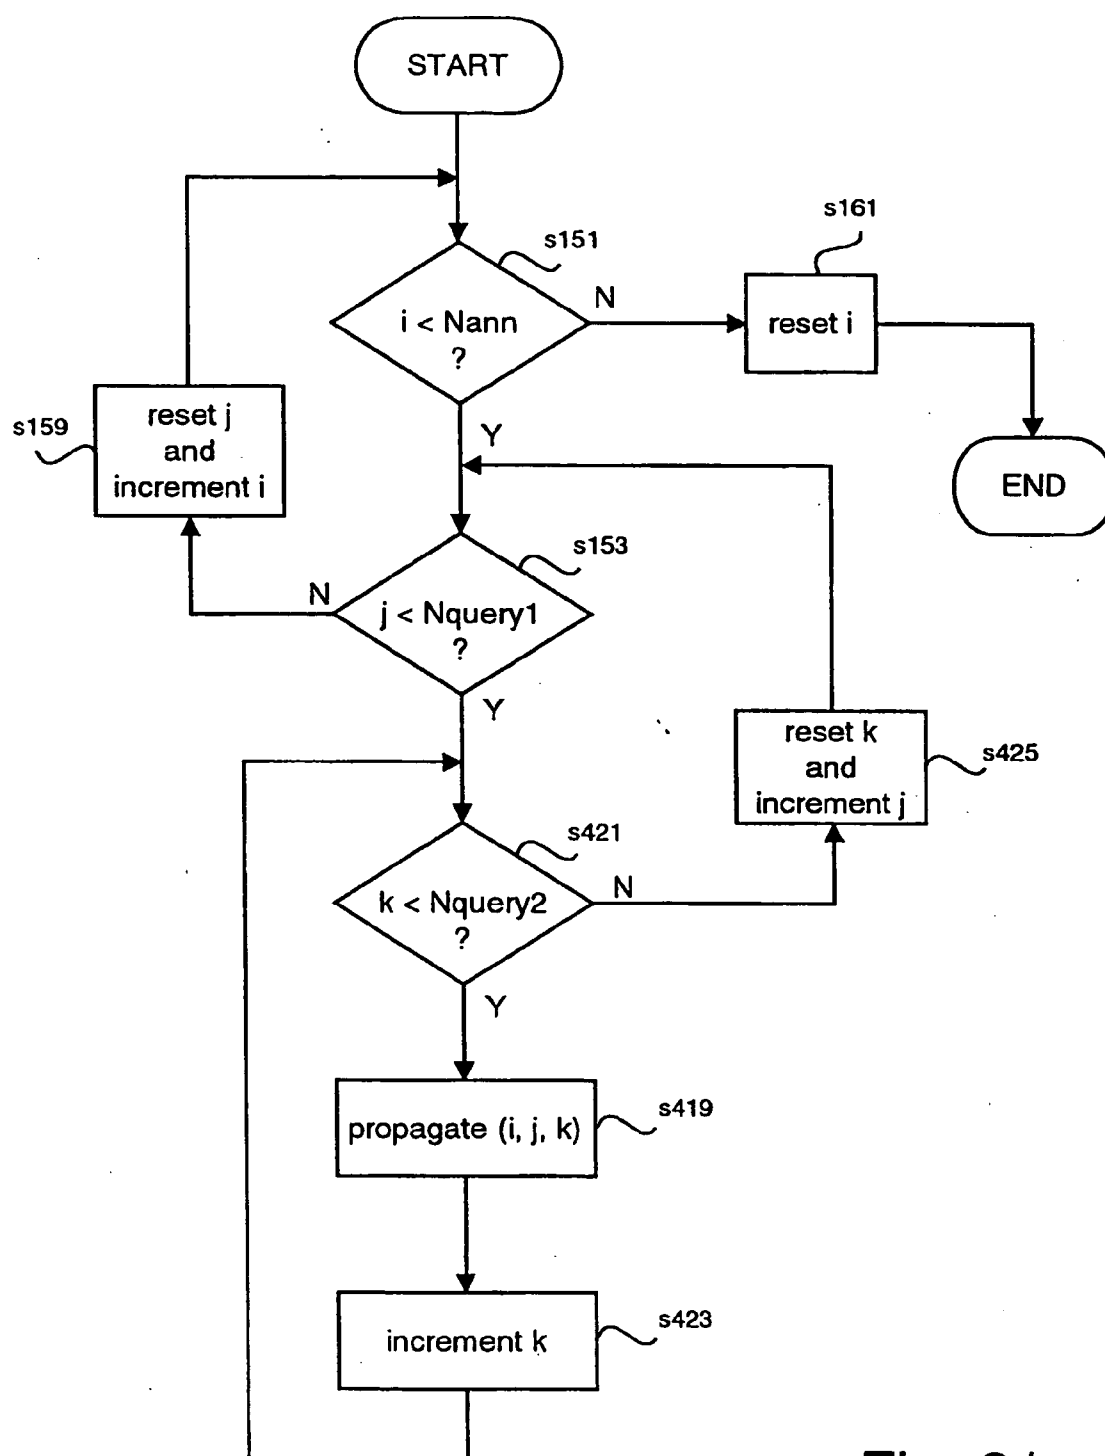 START
s161
s151
N
i < Nann
?
reset i
s159
reset j
and
increment i
Y
END
s153
N
j < Nquery1
?
Y
reset k
and
increment j
s425
s421
N
k < Nquery2
?
Y
propagate (i, j, k)
s419
increment k
s423